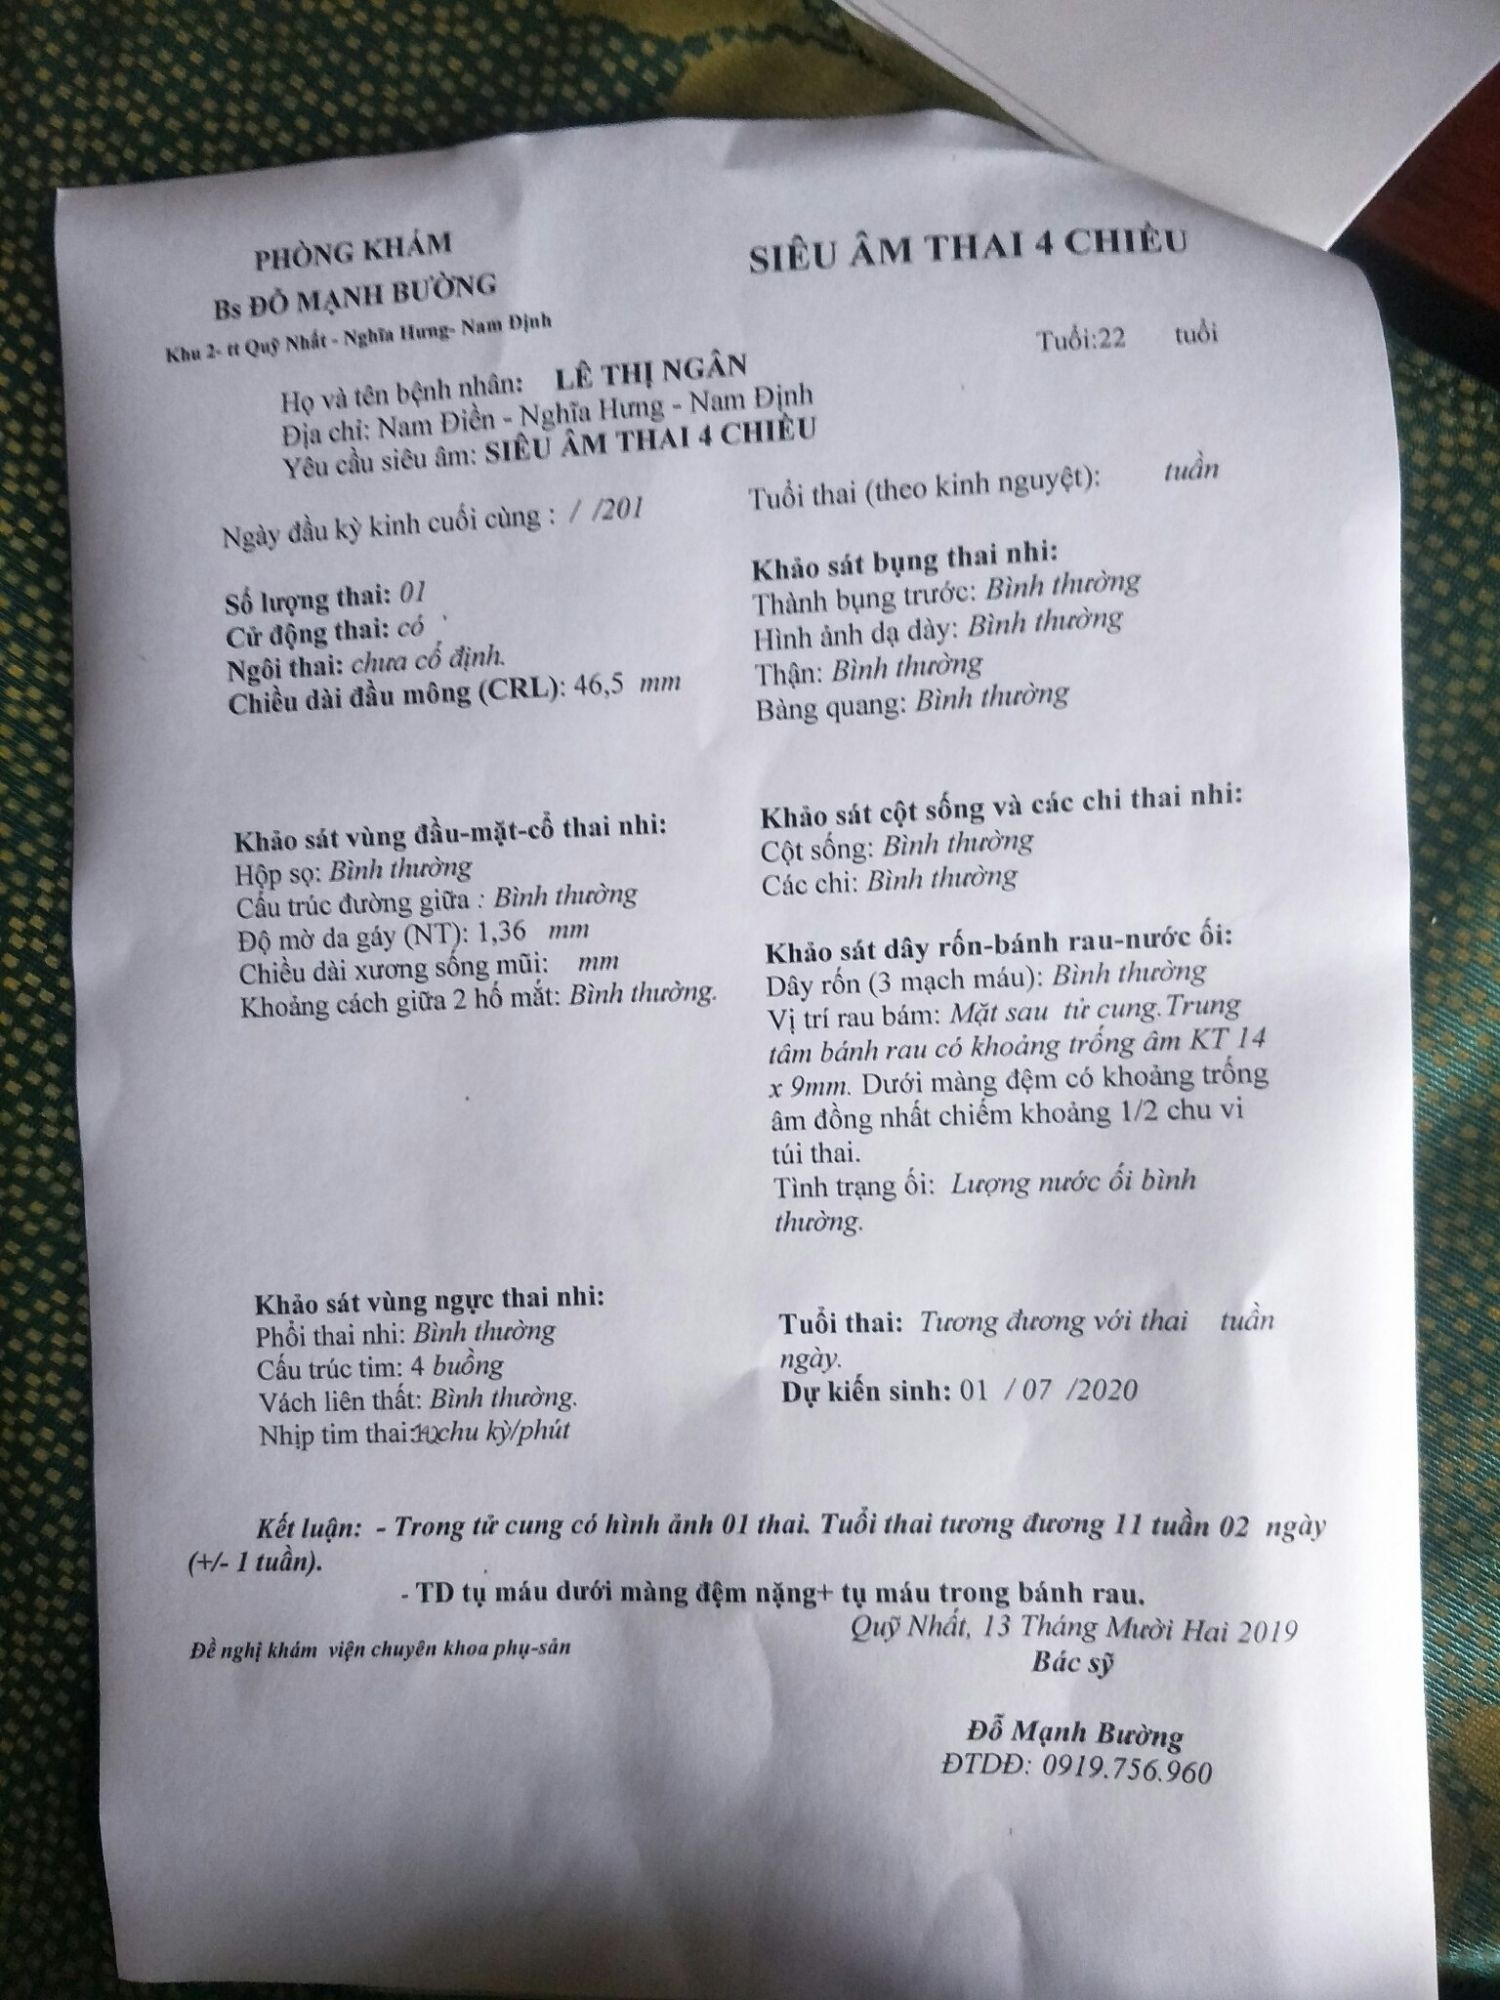 PHÒNG KHÁM
Bs ĐỖ MẠNH BƯỜNG
Khu 2- tt Quỹ Nhất - Nghĩa Hưng- Nam Định
SIÊU ÂM THAI 4 CHIỀU
Họ và tên bệnh nhân: LÊ THỊ NGÂN
Tuổi:22 tuổi
Địa chỉ: Nam Điền - Nghĩa Hưng - Nam Định
Yêu cầu siêu âm: SIÊU ÂM THAI 4 CHIỀU
Ngày đầu kỳ kinh cuối cùng : / /201
Tuổi thai (theo kinh nguyệt): tuần
Số lượng thai: 01
Cử động thai: có
Ngôi thai: chưa cố định.
Chiều dài đầu mông (CRL): 46,5 mm
Khảo sát bụng thai nhi:
Thành bụng trước: Bình thường
Hình ảnh dạ dày: Bình thường
Thận: Bình thường
Bàng quang: Bình thường
Khảo sát vùng đầu-mặt-cổ thai nhi:
Hộp sọ: Bình thường
Cấu trúc đường giữa : Bình thường
Độ mờ da gáy (NT): 1,36 mm
Chiều dài xương sống mũi: mm
Khoảng cách giữa 2 hố mắt: Bình thường.
Khảo sát cột sống và các chi thai nhi:
Cột sống: Bình thường
Các chi: Bình thường
Khảo sát dây rốn-bánh rau-nước ối:
Dây rốn (3 mạch máu): Bình thường
Vị trí rau bám: Mặt sau tử cung.Trung
tâm bánh rau có khoảng trống âm KT 14
x 9mm. Dưới màng đệm có khoảng trống
âm đồng nhất chiếm khoảng 1/2 chu vi
túi thai.
Tình trạng ối: Lượng nước ối bình
thường.
Khảo sát vùng ngực thai nhi:
Phổi thai nhi: Bình thường
Cấu trúc tim: 4 buồng
Vách liên thất: Bình thường.
Nhịp tim thai: chu kỳ/phút
Tuổi thai: Tương đương với thai tuần
ngày.
Dự kiến sinh: 01 / 07 /2020
Kết luận: - Trong tử cung có hình ảnh 01 thai. Tuổi thai tương đương 11 tuần 02 ngày
(+/- 1 tuần).
- TD tụ máu dưới màng đệm nặng+ tụ máu trong bánh rau.
Quỹ Nhất, 13 Tháng Mười Hai 2019
Đề nghị khám viện chuyên khoa phụ-sản
Bác sỹ
Đỗ Mạnh Bường
ĐTDĐ: 0919.756.960